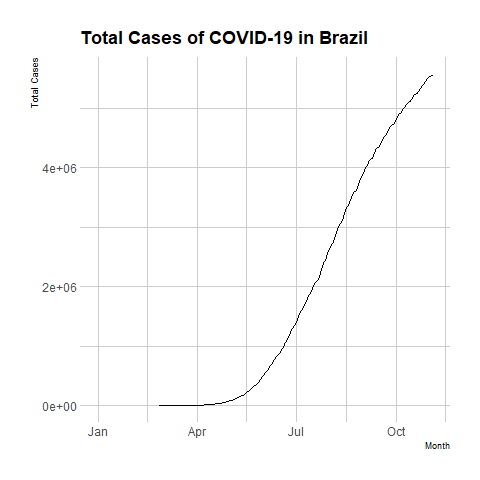 Total Cases of COVID-19 in Brazil
Total Cases
4e+06
2e+06
0e+00
Jan Apr Jul Oct
Month